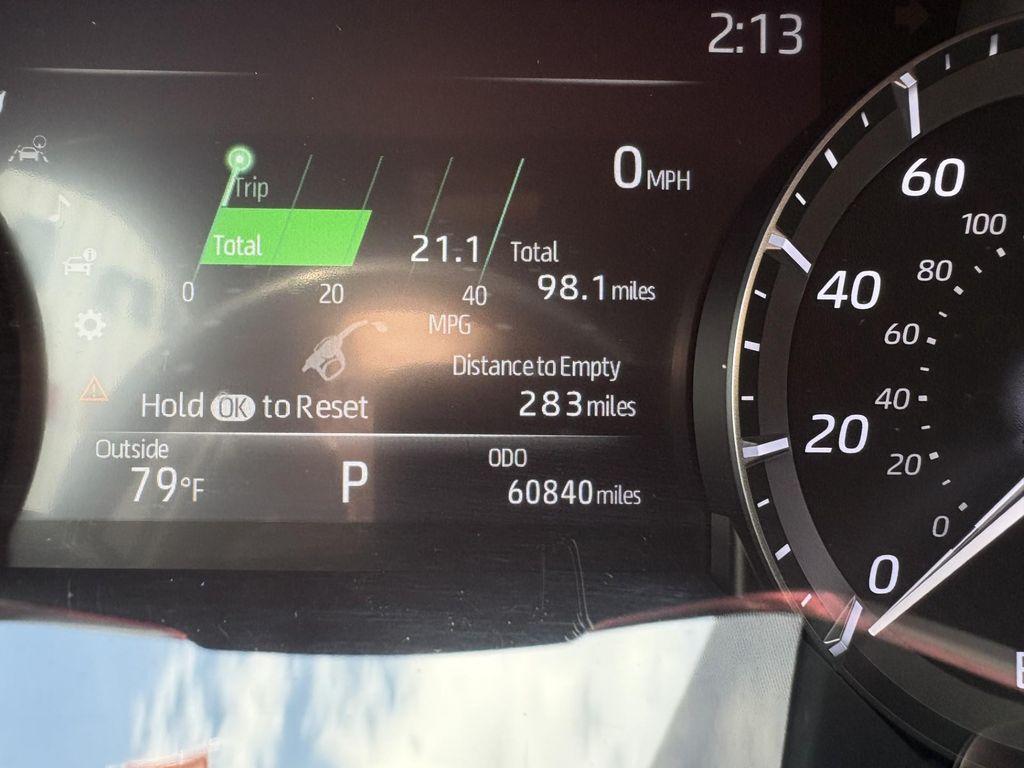 2:13
0 MPH
Trip
Total
21.1 Total
98.1 miles
0 20 40
MPG
Distance to Empty
283 miles
Hold OK to Reset
Outside
79°F
P
ODO
60840 miles
60
100
80
40
60
40
20
20
0
0